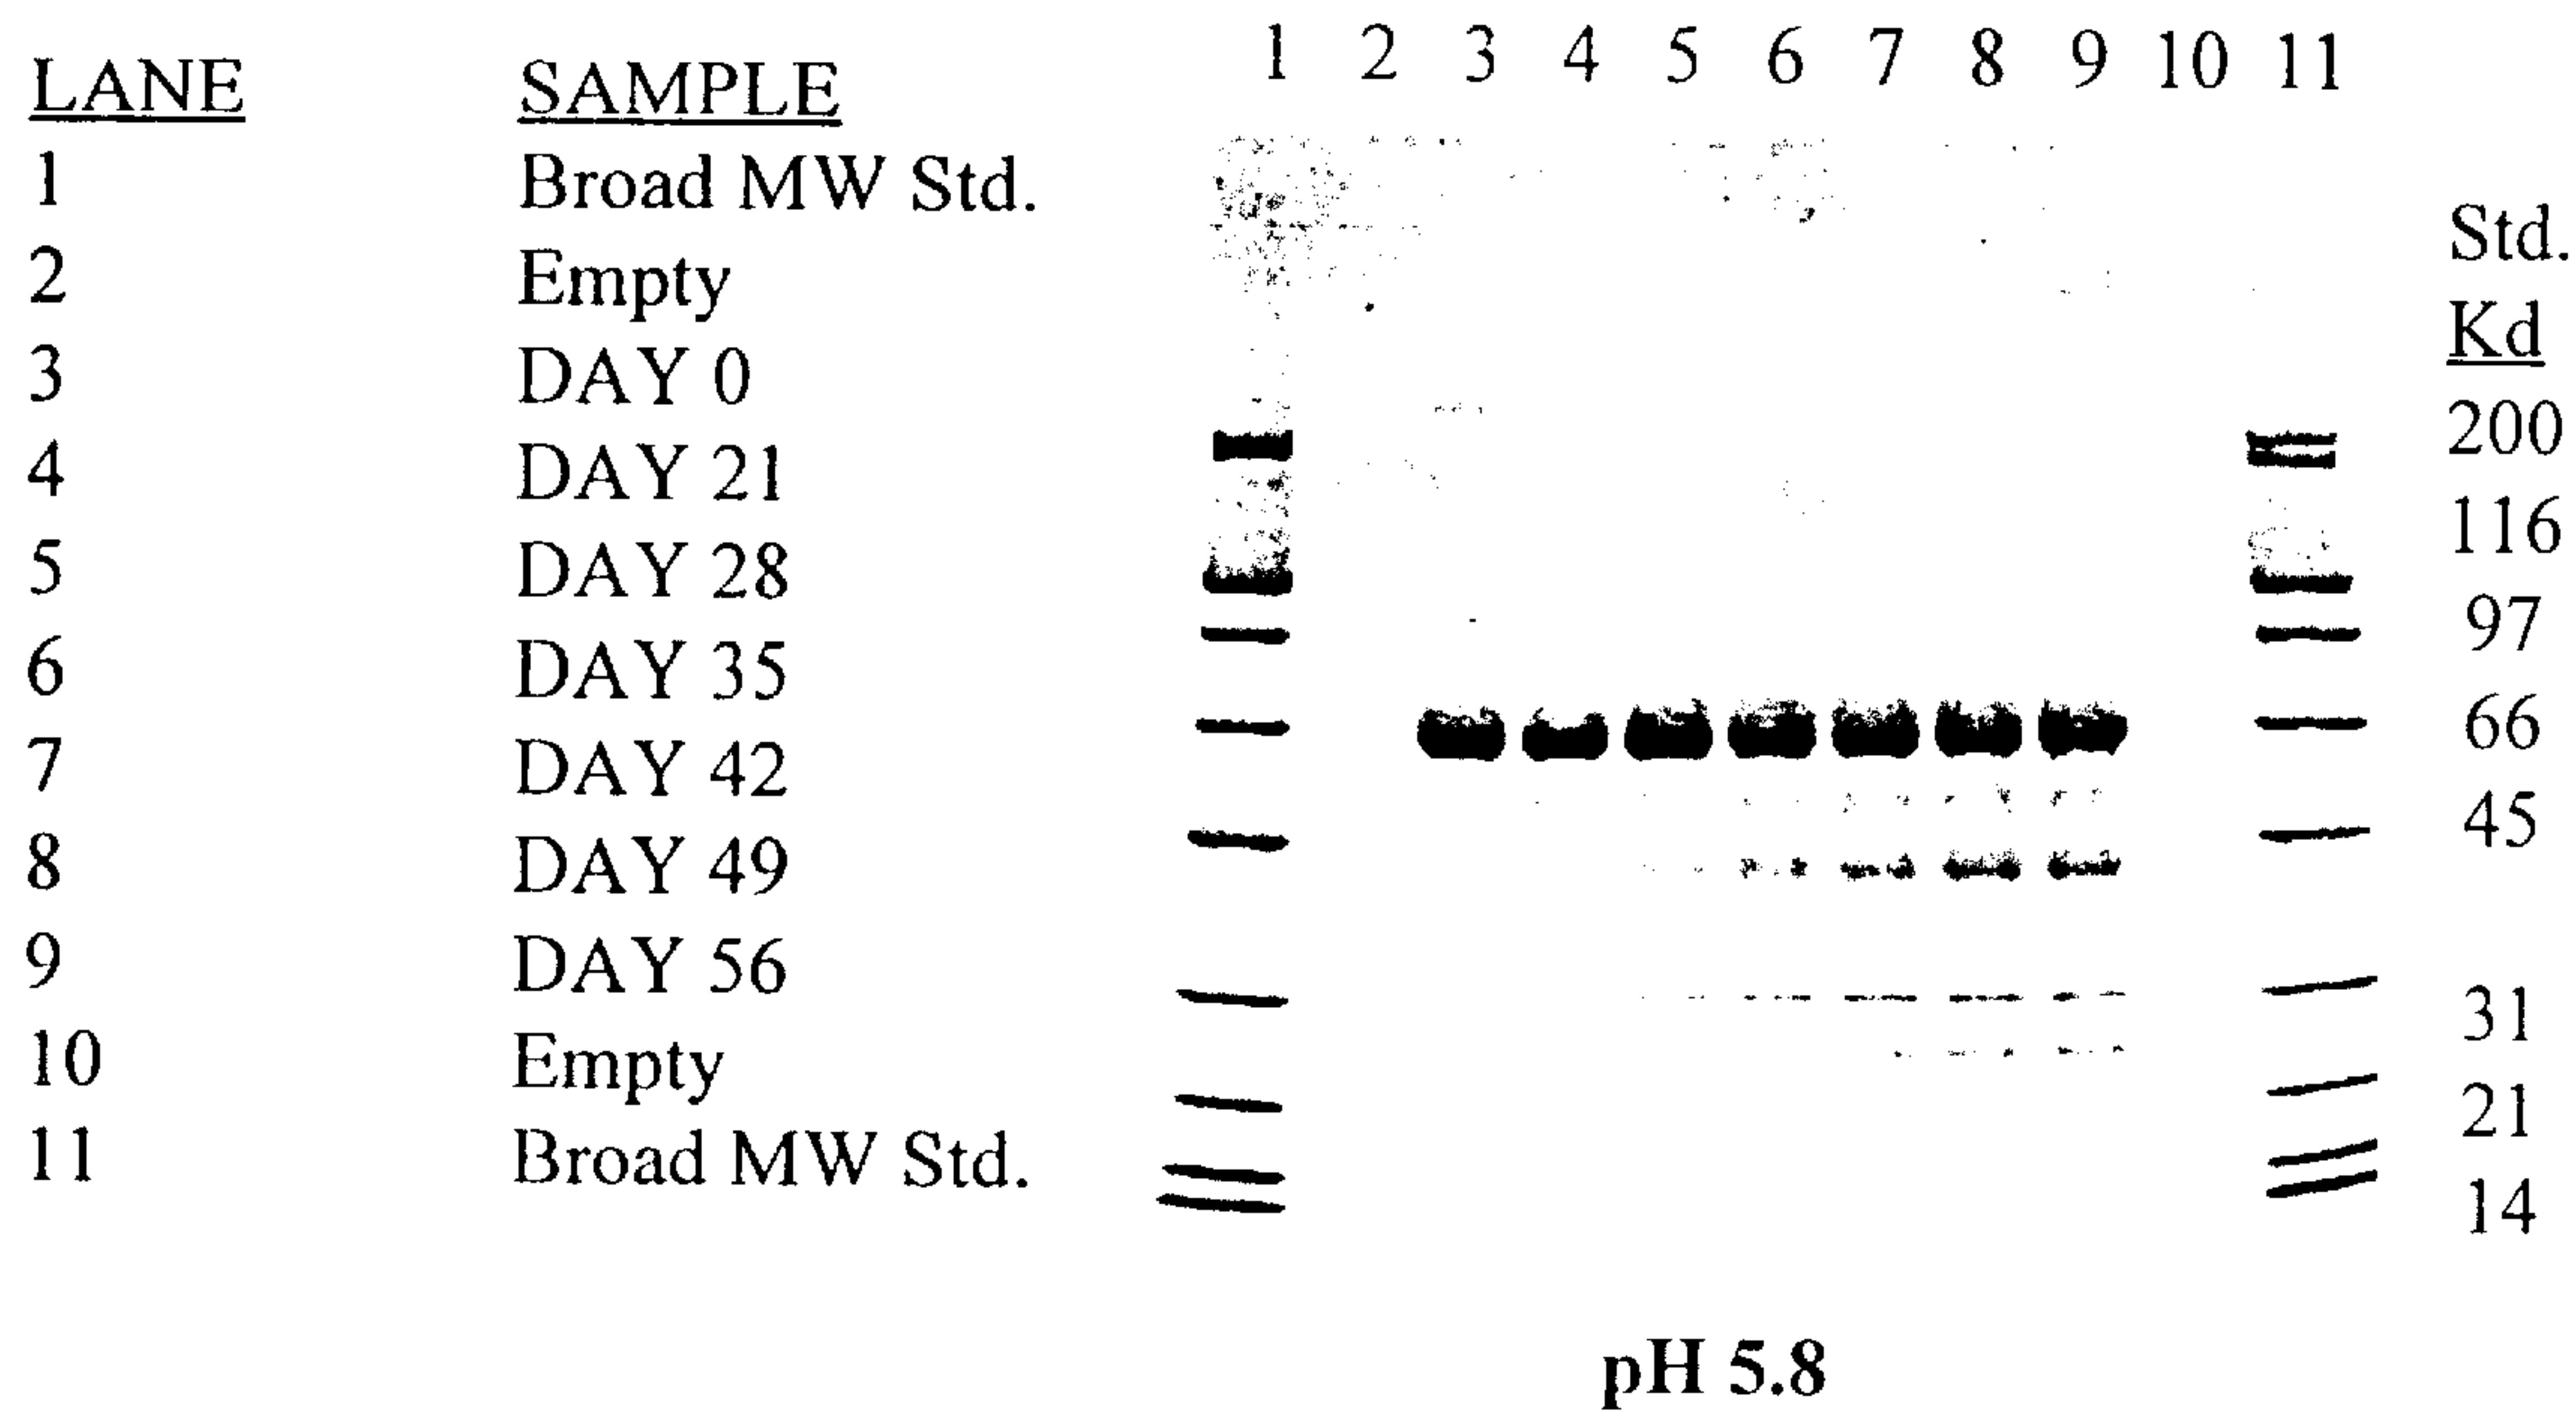 LANE SAMPLE
1 Broad MW Std.
2 Empty
3 DAY 0
4 DAY 21
5 DAY 28
6 DAY 35
7 DAY 42
8 DAY 49
9 DAY 56
10 Empty
11 Broad MW Std.
1 2 3 4 5 6 7 8 9 10 11
Std.
Kd
200
116
97
66
45
31
21
14
pH 5.8